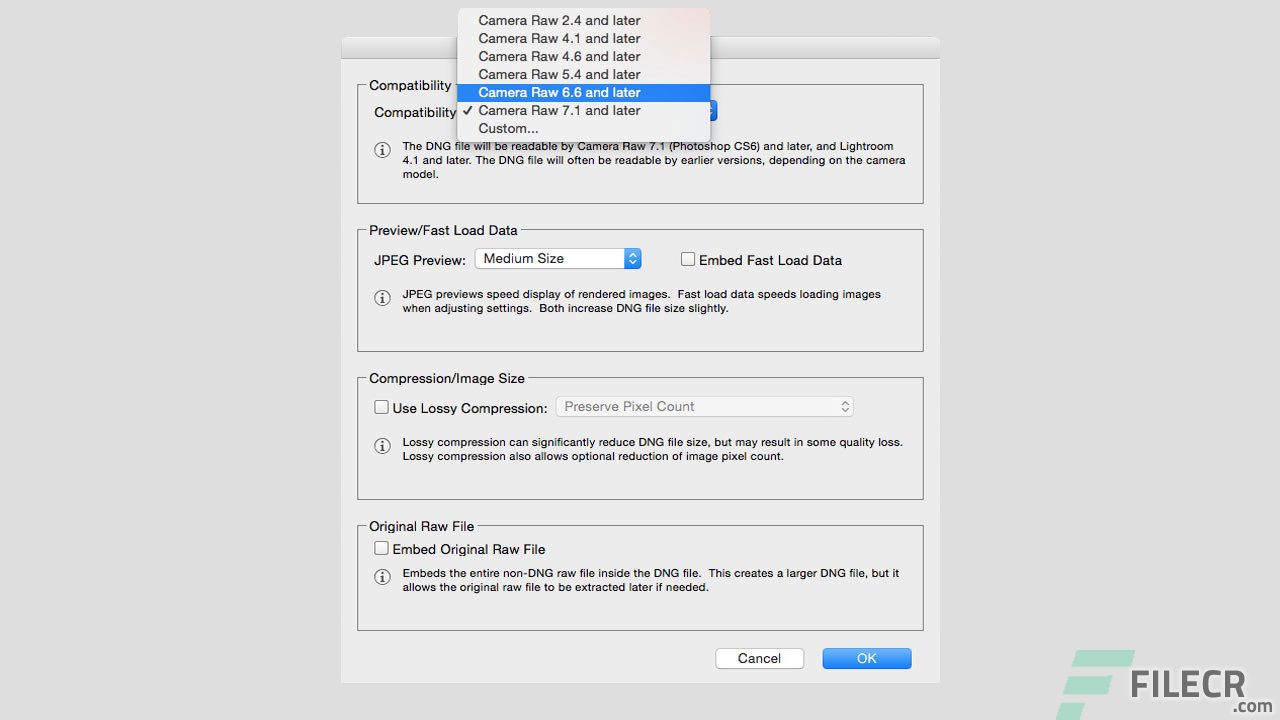 Camera Raw 2.4 and later
Camera Raw 4.1 and later
Camera Raw 4.6 and later
Camera Raw 5.4 and later
Camera Raw 6.6 and later
✓ Camera Raw 7.1 and later
Custom...
Compatibility
Compatibility
The DNG file will be readable by Camera Raw 7.1 (Photoshop CS6) and later, and Lightroom
4.1 and later. The DNG file will often be readable by earlier versions, depending on the camera
model.
Preview/Fast Load Data
JPEG Preview: Medium Size Embed Fast Load Data
JPEG previews speed display of rendered images. Fast load data speeds loading images
when adjusting settings. Both increase DNG file size slightly.
Compression/Image Size
Use Lossy Compression: Preserve Pixel Count
Lossy compression can significantly reduce DNG file size, but may result in some quality loss.
Lossy compression also allows optional reduction of image pixel count.
Original Raw File
Embed Original Raw File
Embeds the entire non-DNG raw file inside the DNG file. This creates a larger DNG file, but it
allows the original raw file to be extracted later if needed.
Cancel OK
FILECR
.com